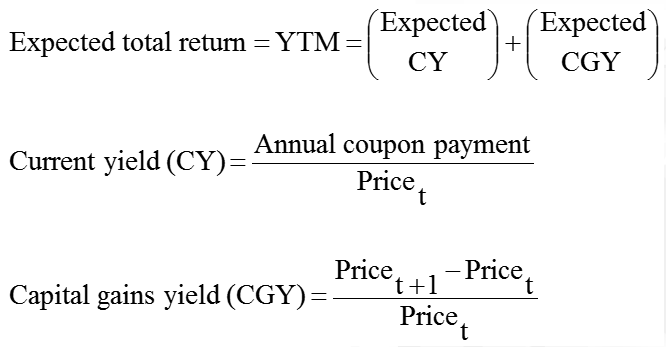 Expected total return = YTM = (Expected CY) + (Expected CGY)
Current yield (CY) = Annual coupon payment / Price_t
Capital gains yield (CGY) = Price_t+1 − Price_t / Price_t